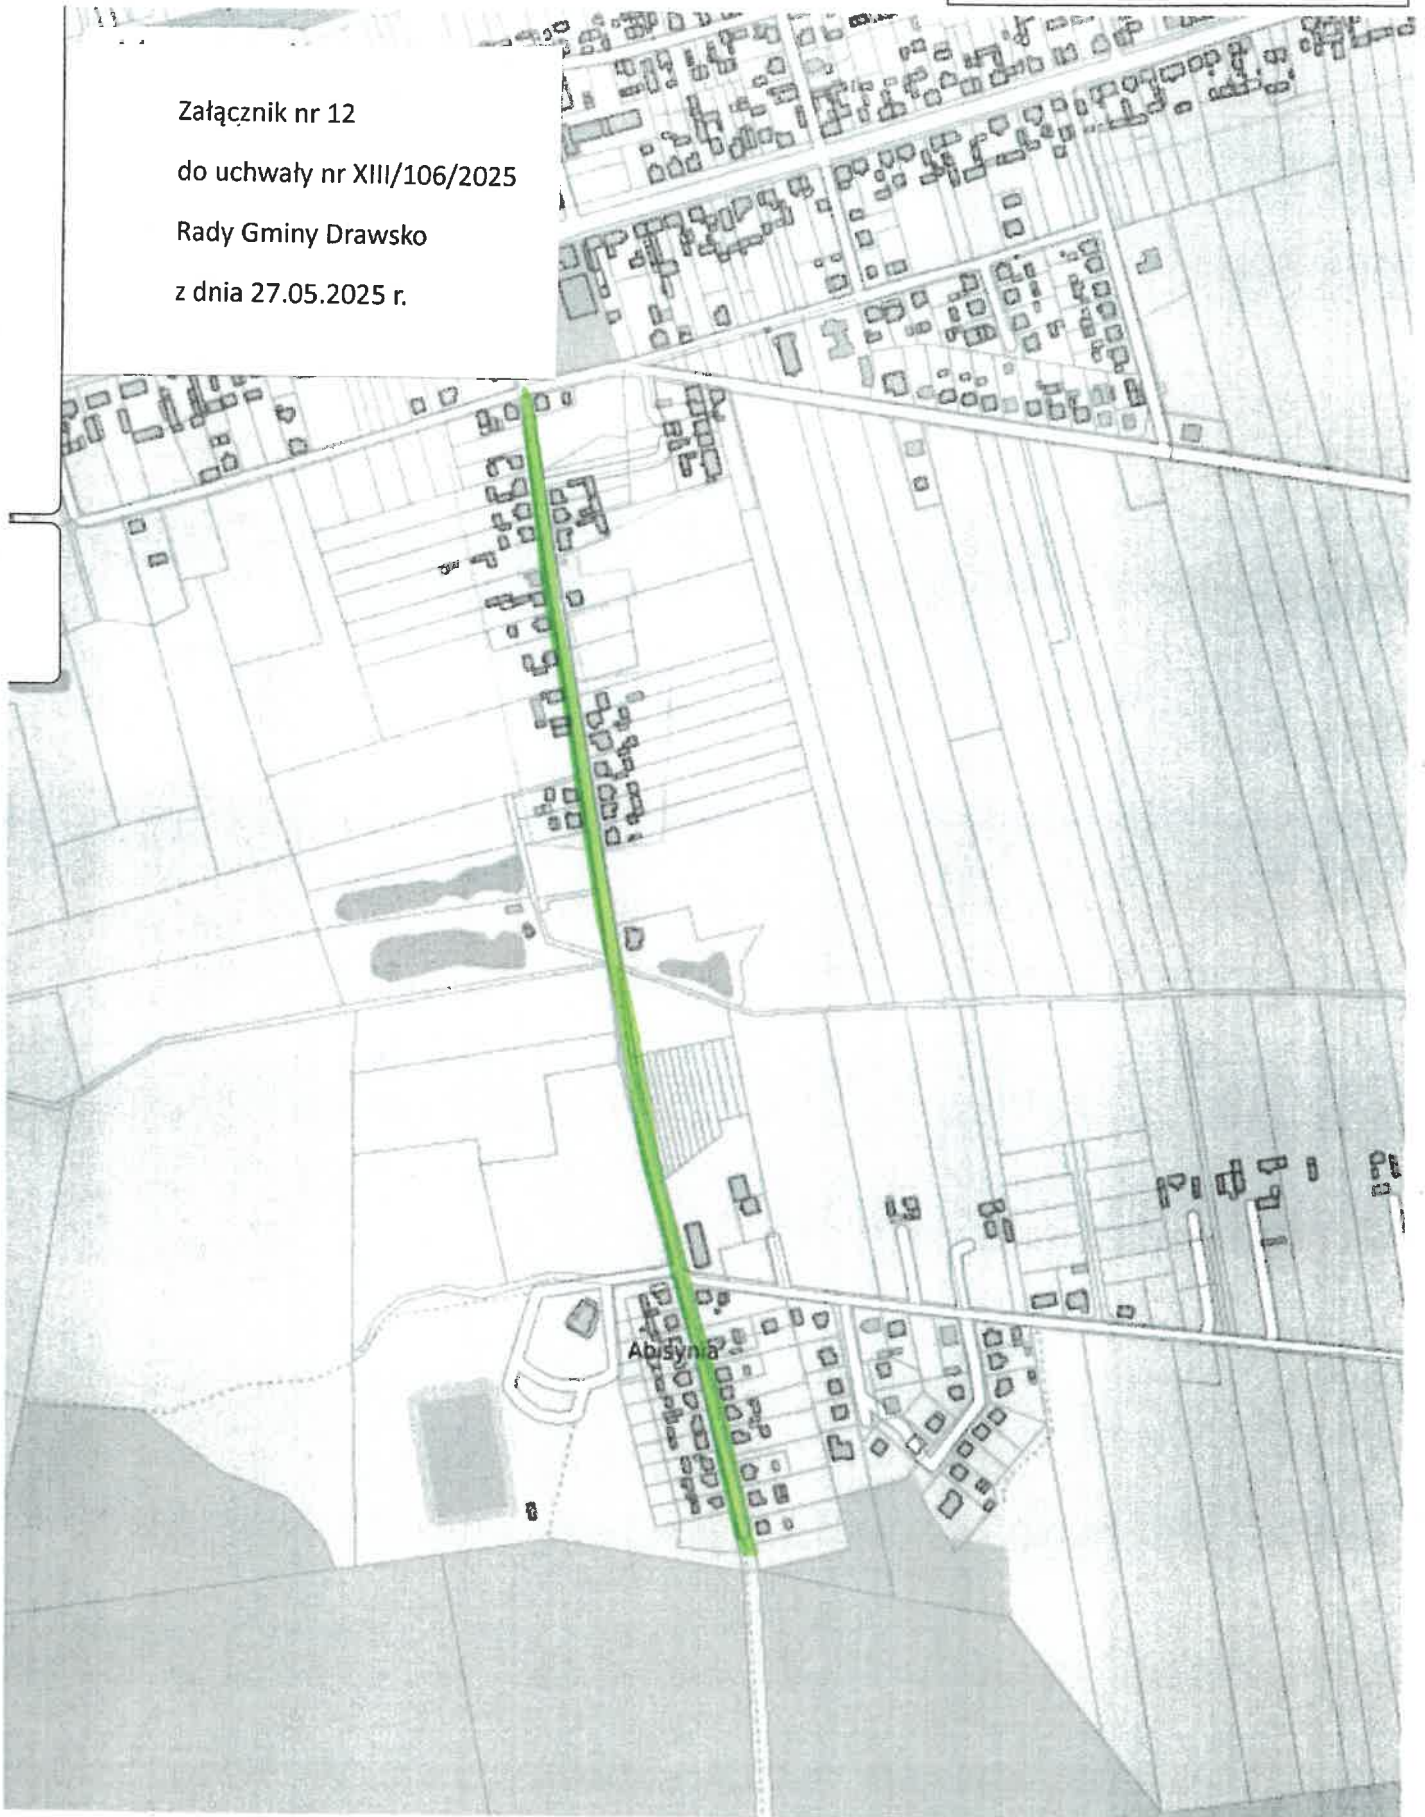 Załącznik nr 12
do uchwały nr XIII/106/2025
Rady Gminy Drawsko
z dnia 27.05.2025 r.
Abisynia